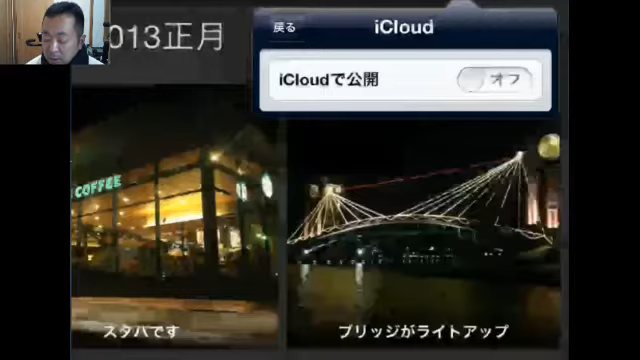 013正月
戻る
iCloud
iCloudで公開
オフ
COFFEE
スタバです
ブリッジがライトアップ